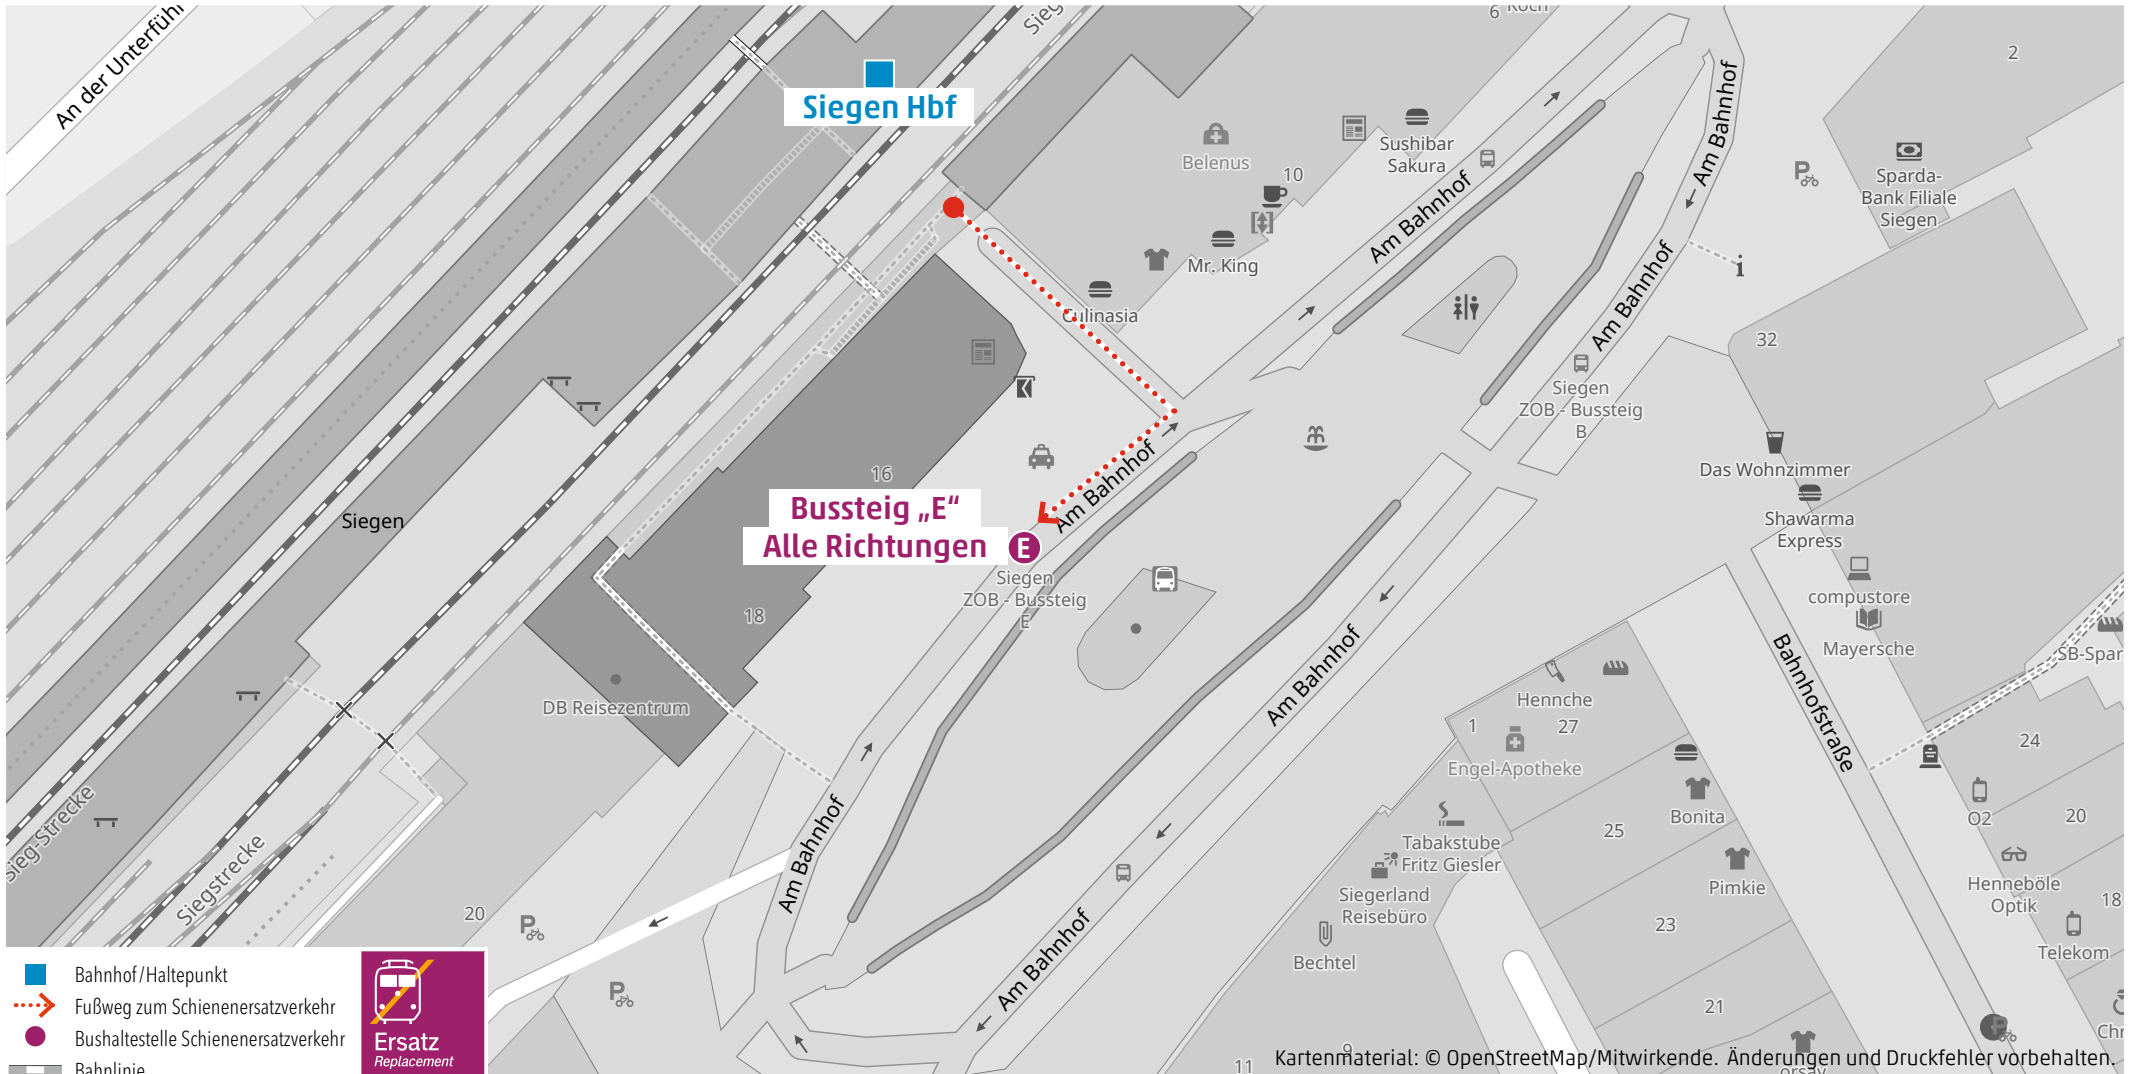 An der Unterführ
Sieg
6 Koch
2
Siegen Hbf
Am Bahnhof
Sushibar
Sakura
Belenus
10
Sparda-
Bank Filiale
Siegen
Am Bahnhof
Mr. King
Am Bahnhof
Culinasia
32
Siegen
ZOB - Bussteig
B
16
Das Wohnzimmer
Siegen
Bussteig „E“
Alle Richtungen
E
Am Bahnhof
Shawarma
Express
Siegen
ZOB - Bussteig
E
compustore
18
Mayersche
SB-Spar
Am Bahnhof
Bahnhofstraße
DB Reisezentrum
Hennche
1
27
24
Engel-Apotheke
Sieg-Strecke
Siegstrecke
Am Bahnhof
Bonita
O2
20
25
Tabakstube
Fritz Giesler
Pimkie
Henneböle
Optik
18
Siegerland
Reisebüro
20
23
Telekom
Bechtel
Am Bahnhof
21
Chr
9
11
orsay
Bahnhof/Haltepunkt
Fußweg zum Schienenersatzverkehr
Bushaltestelle Schienenersatzverkehr
Bahnlinie
Ersatz
Replacement
Kartenmaterial: © OpenStreetMap/Mitwirkende. Änderungen und Druckfehler vorbehalten.